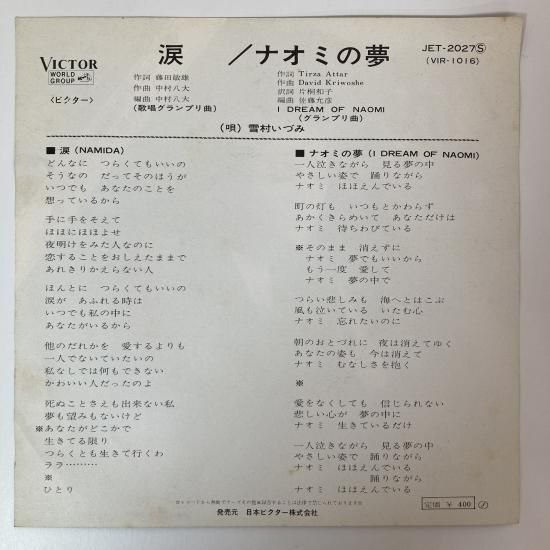 VICTOR
WORLD
GROUP
〈ビクター〉
涙 ／ナオミの夢
JET-2027Ⓢ
(VIR-1016)
作詞 藤田敏雄
作曲 中村八大
編曲 中村八大
(歌唱グランプリ曲)
作詞 Tirza Attar
作曲 David Kriwoshe
訳詞 片桐和子
編曲 佐藤允彦
I DREAM OF NAOMI
(グランプリ曲)
(唄) 雪村いづみ
■ 涙 (NAMIDA)
どんなに つらくてもいいの
そうなの だってそのほうが
いつでも あなたのことを
想っているから
手に手をそえて
ほほにほほよせ
夜明けをみた人なのに
恋することをおしえたままで
あれきりかえらない人
ほんとに つらくてもいいの
涙が あふれる時は
いつでも私の中に
あなたがいるから
他のだれかを 愛するよりも
一人でないていたいの
私なしでは何もできない
かわいい人だったのよ
死ぬことさえも出来ない私
夢も望みもないけど
※あなたがどこかで
生きてる限り
つらくとも生きて行くわ
ララ………
※
ひとり
■ ナオミの夢 (I DREAM OF NAOMI)
一人泣きながら 見る夢の中
やさしい姿で 踊りながら
ナオミ ほほえんでいる
町の灯も いつもとかわらず
あかくきらめいて あなただけは
ナオミ 待ちわびている
※そのまま 消えずに
ナオミ 夢でもいいから
もう一度 愛して
ナオミ 夢の中で
つらい悲しみも 海へとはこぶ
風も泣いている いたむ心
ナオミ 忘れたいのに
朝のおとづれに 夜は消えてゆく
あなたの姿も 今は消えて
ナオミ むなしさを抱く
※
愛をなくしても 信じられない
悲しい心が 夢の中に
ナオミ 生きているだけ
一人泣きながら 見る夢の中
やさしい姿で 踊りながら
ナオミ ほほえんでいる
踊りながら
ナオミ ほほえんでいる
発売元 日本ビクター株式会社
定価 ¥ 400